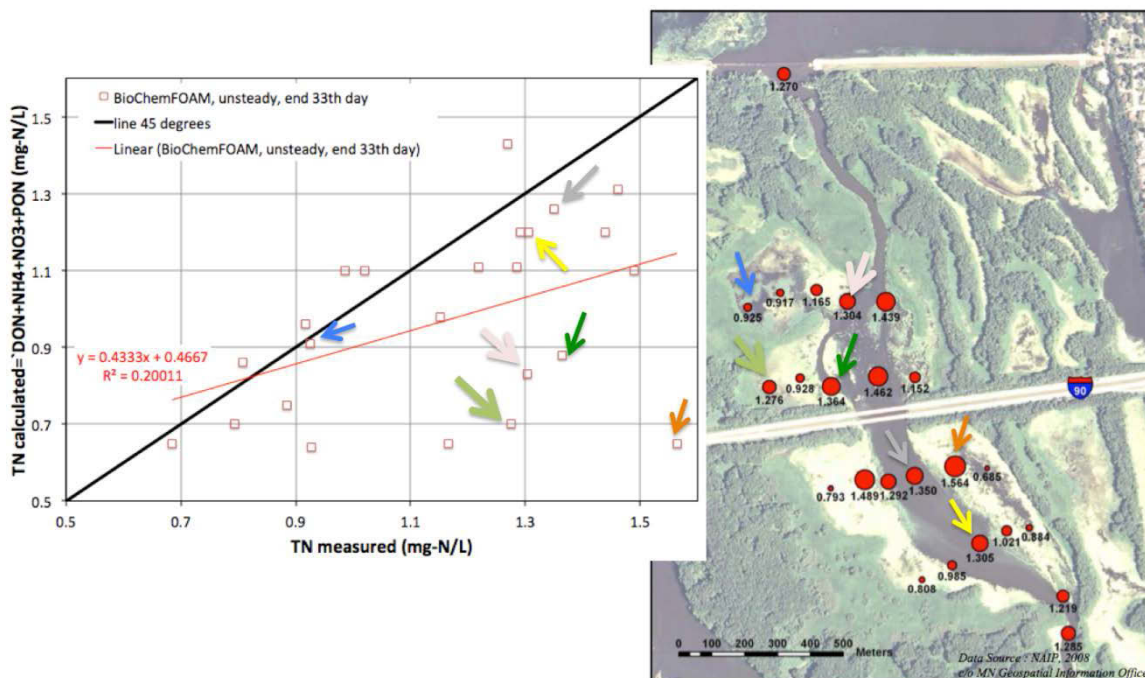 BioChemFOAM, unsteady, end 33th day
line 45 degrees
Linear (BioChemFOAM, unsteady, end 33th day)
TN calculated=`DON+NH4+NO3+PON (mg-N/L)
1.5
1.3
1.1
0.9
0.7
0.5
y = 0.4333x + 0.4667
R² = 0.20011
0.5 0.7 0.9 1.1 1.3 1.5
TN measured (mg-N/L)
1.270
0.925
0.917
1.165
1.304
1.439
1.276
0.928
1.364
1.462
1.152
90
0.793
1.489
1.292
1.350
1.564
0.685
1.305
1.021
0.884
0.808
0.985
1.219
1.285
0 100 200 300 400 500
Meters
Data Source : NAIP, 2008
c/o MN Geospatial Information Office